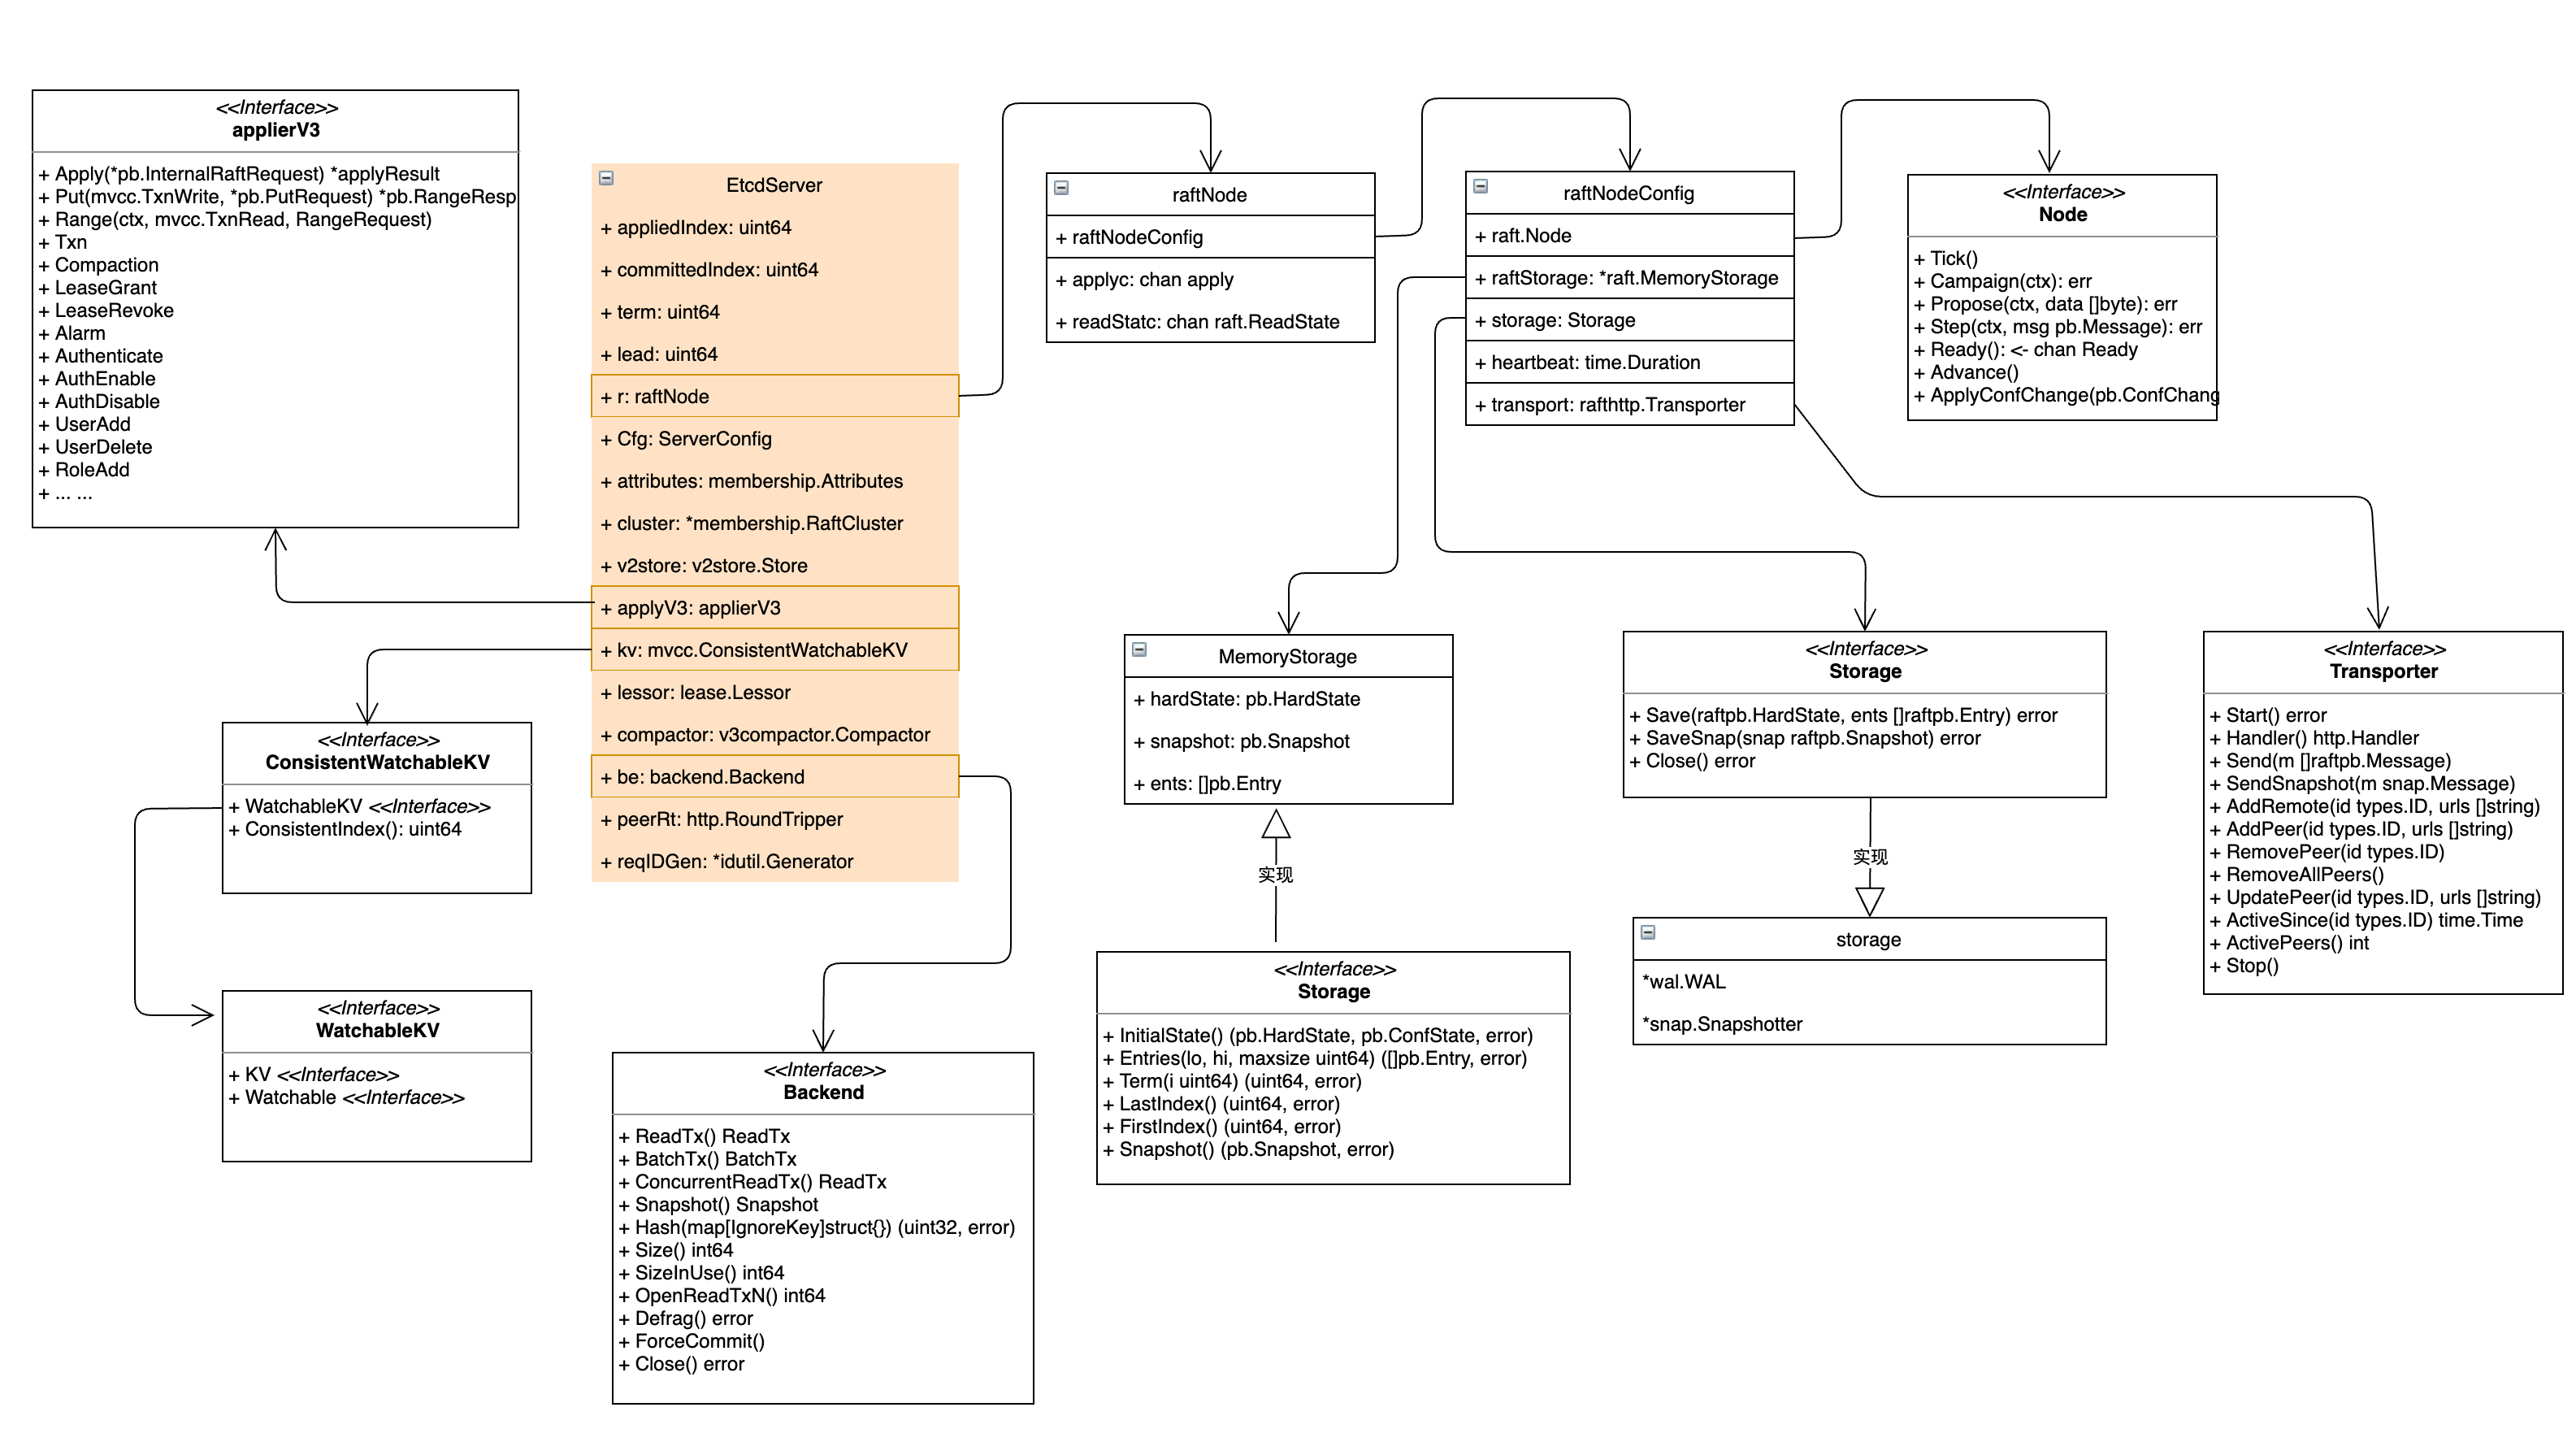 <<Interface>>
applierV3
+ Apply(*pb.InternalRaftRequest) *applyResult
+ Put(mvcc.TxnWrite, *pb.PutRequest) *pb.RangeResp
+ Range(ctx, mvcc.TxnRead, RangeRequest)
+ Txn
+ Compaction
+ LeaseGrant
+ LeaseRevoke
+ Alarm
+ Authenticate
+ AuthEnable
+ AuthDisable
+ UserAdd
+ UserDelete
+ RoleAdd
+ ... ...
EtcdServer
+ appliedIndex: uint64
+ committedIndex: uint64
+ term: uint64
+ lead: uint64
+ r: raftNode
+ Cfg: ServerConfig
+ attributes: membership.Attributes
+ cluster: *membership.RaftCluster
+ v2store: v2store.Store
+ applyV3: applierV3
+ kv: mvcc.ConsistentWatchableKV
+ lessor: lease.Lessor
+ compactor: v3compactor.Compactor
+ be: backend.Backend
+ peerRt: http.RoundTripper
+ reqIDGen: *idutil.Generator
raftNode
+ raftNodeConfig
+ applyc: chan apply
+ readStatc: chan raft.ReadState
raftNodeConfig
+ raft.Node
+ raftStorage: *raft.MemoryStorage
+ storage: Storage
+ heartbeat: time.Duration
+ transport: rafthttp.Transporter
<<Interface>>
Node
+ Tick()
+ Campaign(ctx): err
+ Propose(ctx, data []byte): err
+ Step(ctx, msg pb.Message): err
+ Ready(): <- chan Ready
+ Advance()
+ ApplyConfChange(pb.ConfChang
<<Interface>>
ConsistentWatchableKV
+ WatchableKV <<Interface>>
+ ConsistentIndex(): uint64
<<Interface>>
WatchableKV
+ KV <<Interface>>
+ Watchable <<Interface>>
<<Interface>>
Backend
+ ReadTx() ReadTx
+ BatchTx() BatchTx
+ ConcurrentReadTx() ReadTx
+ Snapshot() Snapshot
+ Hash(map[IgnoreKey]struct{}) (uint32, error)
+ Size() int64
+ SizeInUse() int64
+ OpenReadTxN() int64
+ Defrag() error
+ ForceCommit()
+ Close() error
MemoryStorage
+ hardState: pb.HardState
+ snapshot: pb.Snapshot
+ ents: []pb.Entry
实现
<<Interface>>
Storage
+ InitialState() (pb.HardState, pb.ConfState, error)
+ Entries(lo, hi, maxsize uint64) ([]pb.Entry, error)
+ Term(i uint64) (uint64, error)
+ LastIndex() (uint64, error)
+ FirstIndex() (uint64, error)
+ Snapshot() (pb.Snapshot, error)
<<Interface>>
Storage
+ Save(raftpb.HardState, ents []raftpb.Entry) error
+ SaveSnap(snap raftpb.Snapshot) error
+ Close() error
实现
storage
*wal.WAL
*snap.Snapshotter
<<Interface>>
Transporter
+ Start() error
+ Handler() http.Handler
+ Send(m []raftpb.Message)
+ SendSnapshot(m snap.Message)
+ AddRemote(id types.ID, urls []string)
+ AddPeer(id types.ID, urls []string)
+ RemovePeer(id types.ID)
+ RemoveAllPeers()
+ UpdatePeer(id types.ID, urls []string)
+ ActiveSince(id types.ID) time.Time
+ ActivePeers() int
+ Stop()